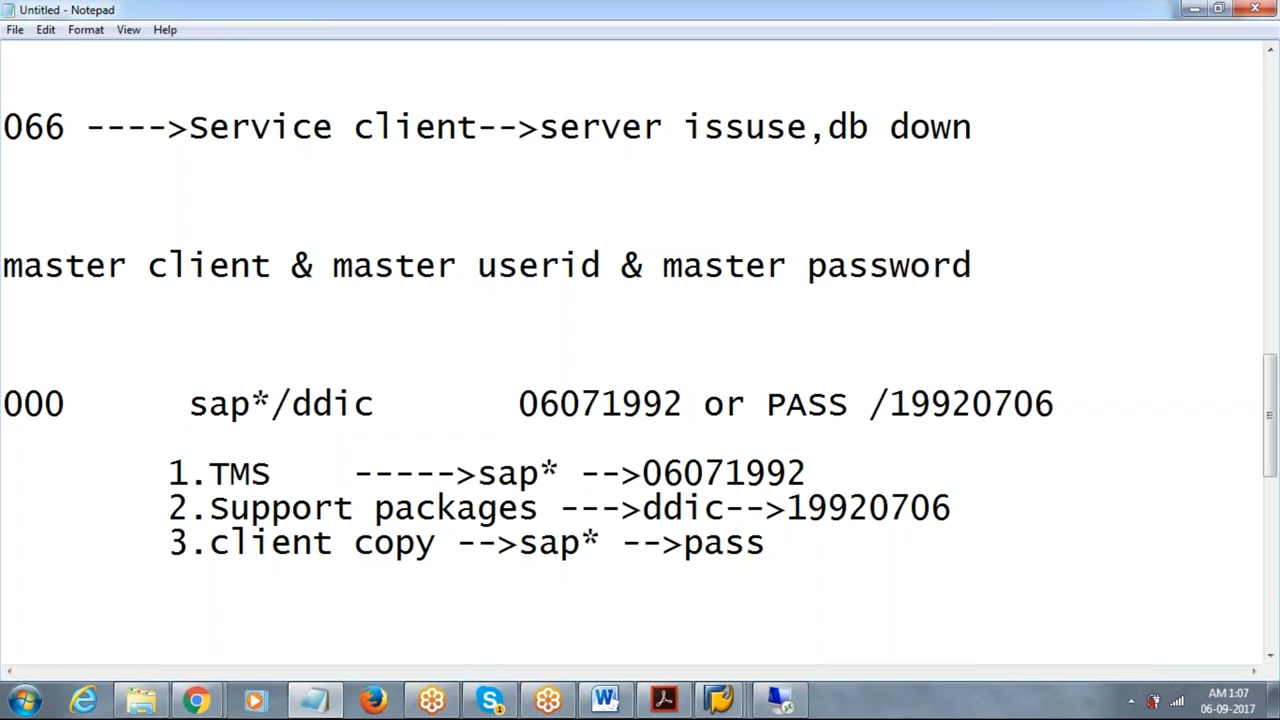 Untitled - Notepad
File Edit Format View Help
066 ---->Service client-->server issuse,db down
master client & master userid & master password
000 sap*/ddic 06071992 or PASS /19920706
1.TMS ----->sap* -->06071992
2.Support packages --->ddic-->19920706
3.client copy -->sap* -->pass
AM 1:07
06-09-2017